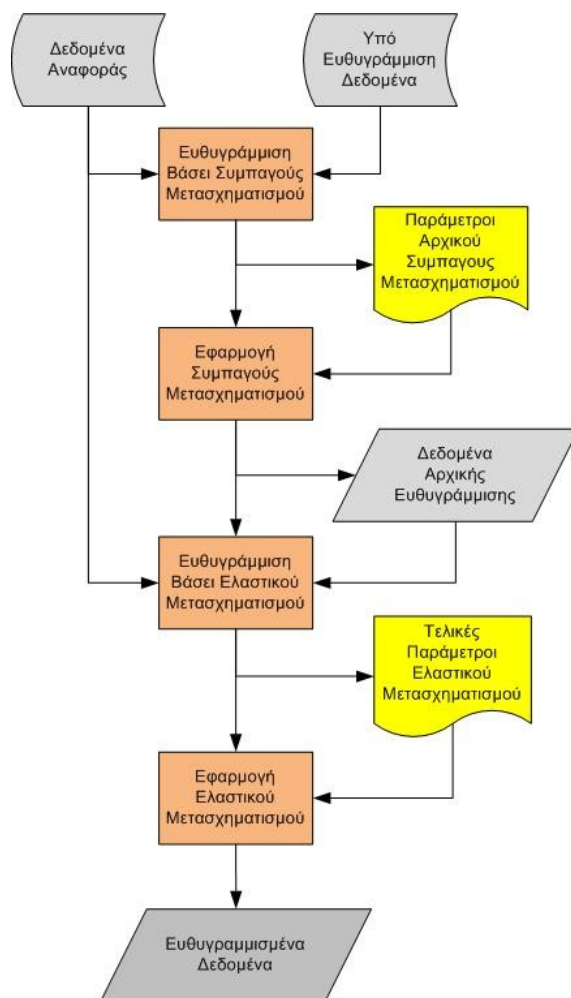 Δεδομένα
Αναφοράς
Υπό
Ευθυγράμμιση
Δεδομένα
Ευθυγράμμιση
Βάσει Συμπαγούς
Μετασχηματισμού
Παράμετροι
Αρχικού
Συμπαγους
Μετασχηματισμού
Εφαρμογή
Συμπαγούς
Μετασχηματισμού
Δεδομένα
Αρχικής
Ευθυγράμμισης
Ευθυγράμμιση
Βάσει Ελαστικού
Μετασχηματισμού
Τελικές
Παράμετροι
Ελαστικού
Μετασχηματισμού
Εφαρμογή
Ελαστικού
Μετασχηματισμού
Ευθυγραμμισμένα
Δεδομένα